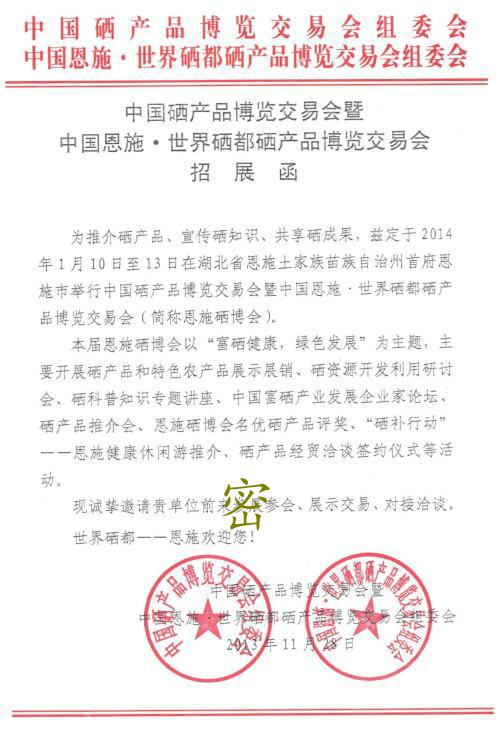 中国硒产品博览交易会组委会
中国恩施·世界硒都硒产品博览交易会组委会
中国硒产品博览交易会暨
中国恩施·世界硒都硒产品博览交易会
招展函
为推介硒产品、宣传硒知识、共享硒成果，兹定于2014
年1月10日至13日在湖北省恩施土家族苗族自治州首府恩
施市举行中国硒产品博览交易会暨中国恩施·世界硒都硒产
品博览交易会（简称恩施硒博会）。
本届恩施硒博会以“富硒健康，绿色发展”为主题，主
要开展硒产品和特色农产品展示展销、硒资源开发利用研讨
会、硒科普知识专题讲座、中国富硒产业发展企业家论坛、
硒产品推介会、恩施硒博会名优硒产品评奖、“硒补行动”
——恩施健康休闲游推介、硒产品经贸洽谈签约仪式等活
动。
密
现诚挚邀请贵单位前来展参会、展示交易、对接洽谈。
世界硒都——恩施欢迎您！
中国硒产品博览交易会暨
中国恩施·世界硒都硒产品博览交易会组委会
2013年11月28日
中国硒产品博览交易会组委会
中国恩施·世界硒都硒产品博览交易会组委会